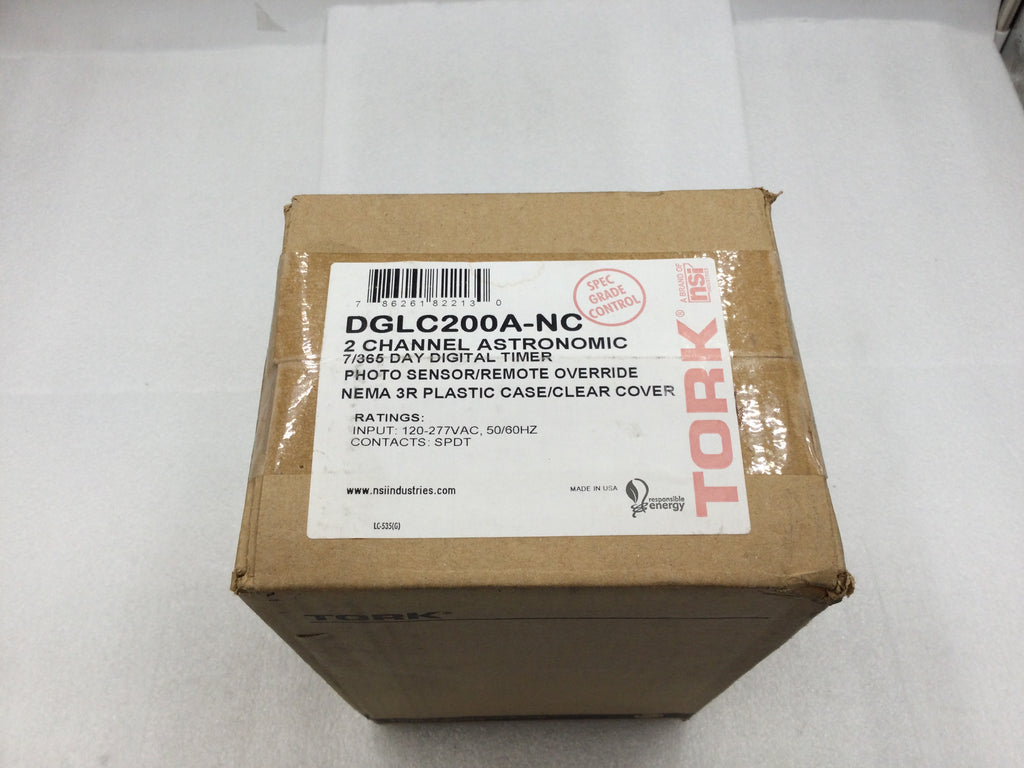 7 86261 82213 0
SPEC
GRADE
CONTROL
A BRAND OF
nsi
INDUSTRIES
DGLC200A-NC
2 CHANNEL ASTRONOMIC
7/365 DAY DIGITAL TIMER
PHOTO SENSOR/REMOTE OVERRIDE
NEMA 3R PLASTIC CASE/CLEAR COVER
RATINGS:
INPUT: 120-277VAC, 50/60HZ
CONTACTS: SPDT
TORK®
www.nsiindustries.com
MADE IN USA
responsible
energy
LC-535(G)
TORK®